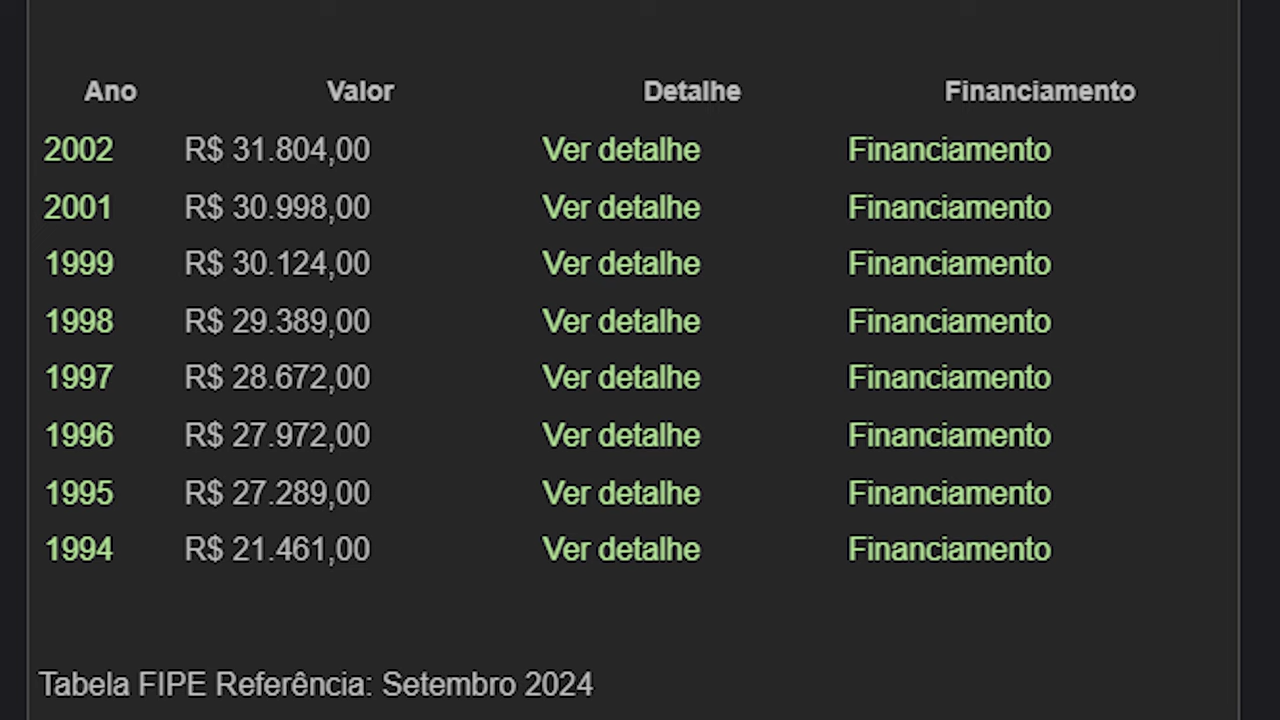 Ano Valor Detalhe Financiamento
2002 R$ 31.804,00 Ver detalhe Financiamento
2001 R$ 30.998,00 Ver detalhe Financiamento
1999 R$ 30.124,00 Ver detalhe Financiamento
1998 R$ 29.389,00 Ver detalhe Financiamento
1997 R$ 28.672,00 Ver detalhe Financiamento
1996 R$ 27.972,00 Ver detalhe Financiamento
1995 R$ 27.289,00 Ver detalhe Financiamento
1994 R$ 21.461,00 Ver detalhe Financiamento
Tabela FIPE Referência: Setembro 2024